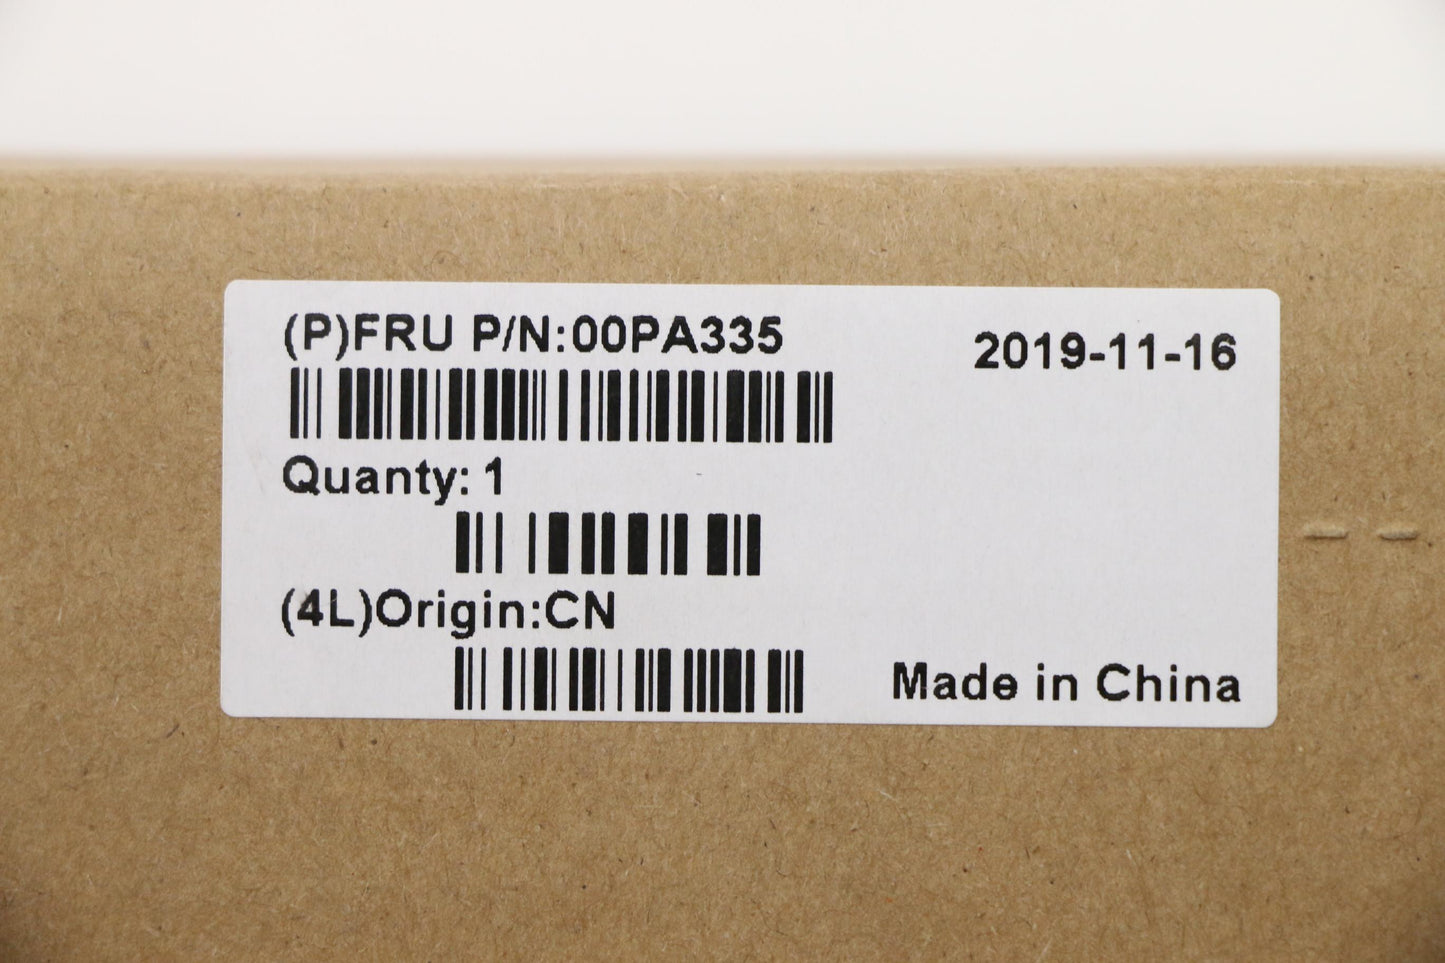 (P)FRU P/N:00PA335
2019-11-16
Quanty: 1
(4L)Origin:CN
Made in China